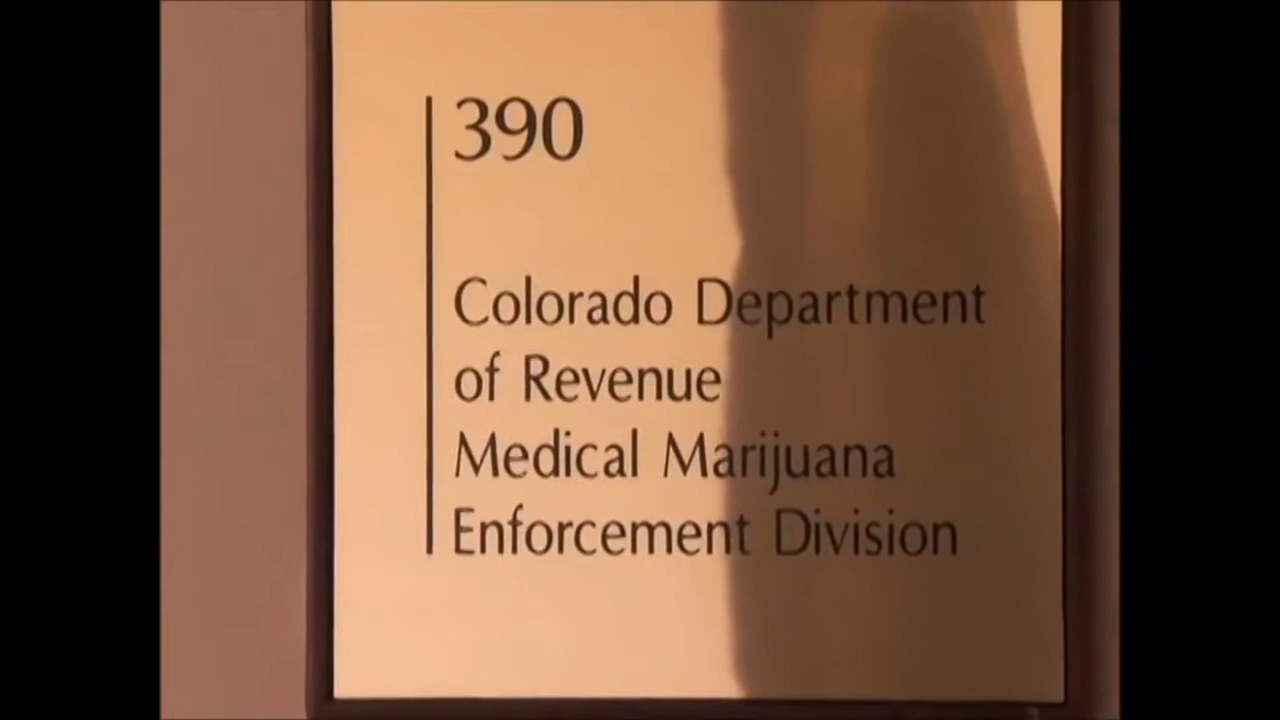 390
Colorado Department
of Revenue
Medical Marijuana
Enforcement Division